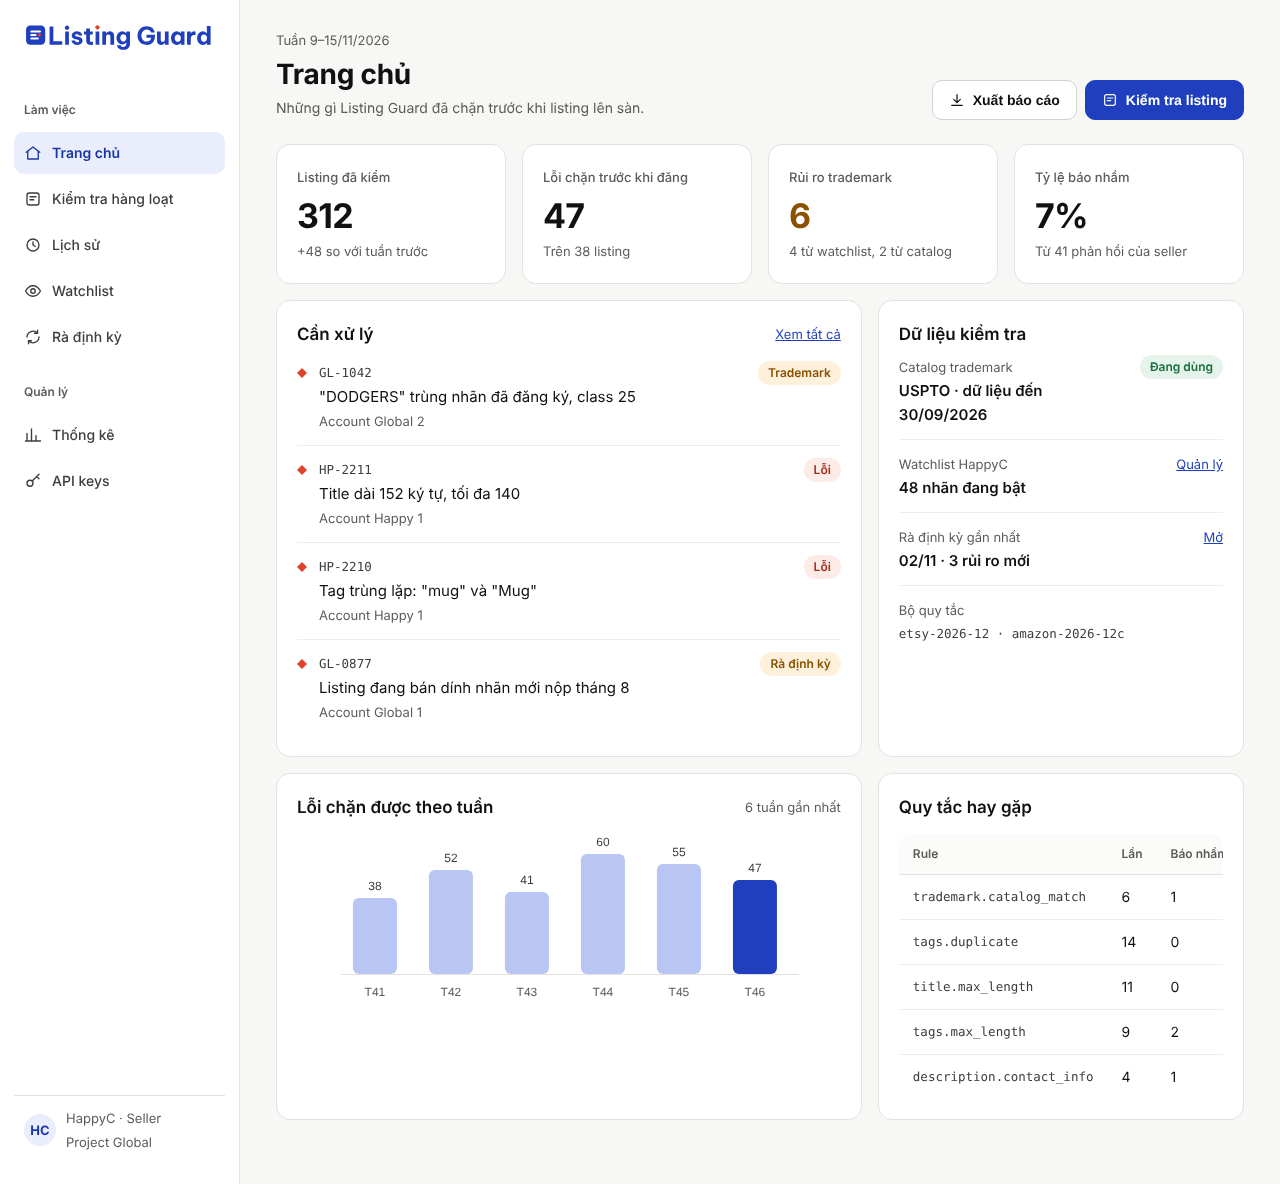 Listing Guard
Làm việc
Trang chủ
Kiểm tra hàng loạt
Lịch sử
Watchlist
Rà định kỳ
Quản lý
Thống kê
API keys
HC
HappyC · Seller
Project Global
Tuần 9–15/11/2026
Trang chủ
Những gì Listing Guard đã chặn trước khi listing lên sàn.
Xuất báo cáo
Kiểm tra listing
Listing đã kiểm
312
+48 so với tuần trước
Lỗi chặn trước khi đăng
47
Trên 38 listing
Rủi ro trademark
6
4 từ watchlist, 2 từ catalog
Tỷ lệ báo nhầm
7%
Từ 41 phản hồi của seller
Cần xử lý
Xem tất cả
GL-1042
Trademark
"DODGERS" trùng nhãn đã đăng ký, class 25
Account Global 2
HP-2211
Lỗi
Title dài 152 ký tự, tối đa 140
Account Happy 1
HP-2210
Lỗi
Tag trùng lặp: "mug" và "Mug"
Account Happy 1
GL-0877
Rà định kỳ
Listing đang bán dính nhãn mới nộp tháng 8
Account Global 1
Dữ liệu kiểm tra
Catalog trademark
Đang dùng
USPTO · dữ liệu đến
30/09/2026
Watchlist HappyC
Quản lý
48 nhãn đang bật
Rà định kỳ gần nhất
Mở
02/11 · 3 rủi ro mới
Bộ quy tắc
etsy-2026-12 · amazon-2026-12c
Lỗi chặn được theo tuần
6 tuần gần nhất
38
52
41
60
55
47
T41
T42
T43
T44
T45
T46
Quy tắc hay gặp
Rule Lần Báo nhầm
trademark.catalog_match 6 1
tags.duplicate 14 0
title.max_length 11 0
tags.max_length 9 2
description.contact_info 4 1